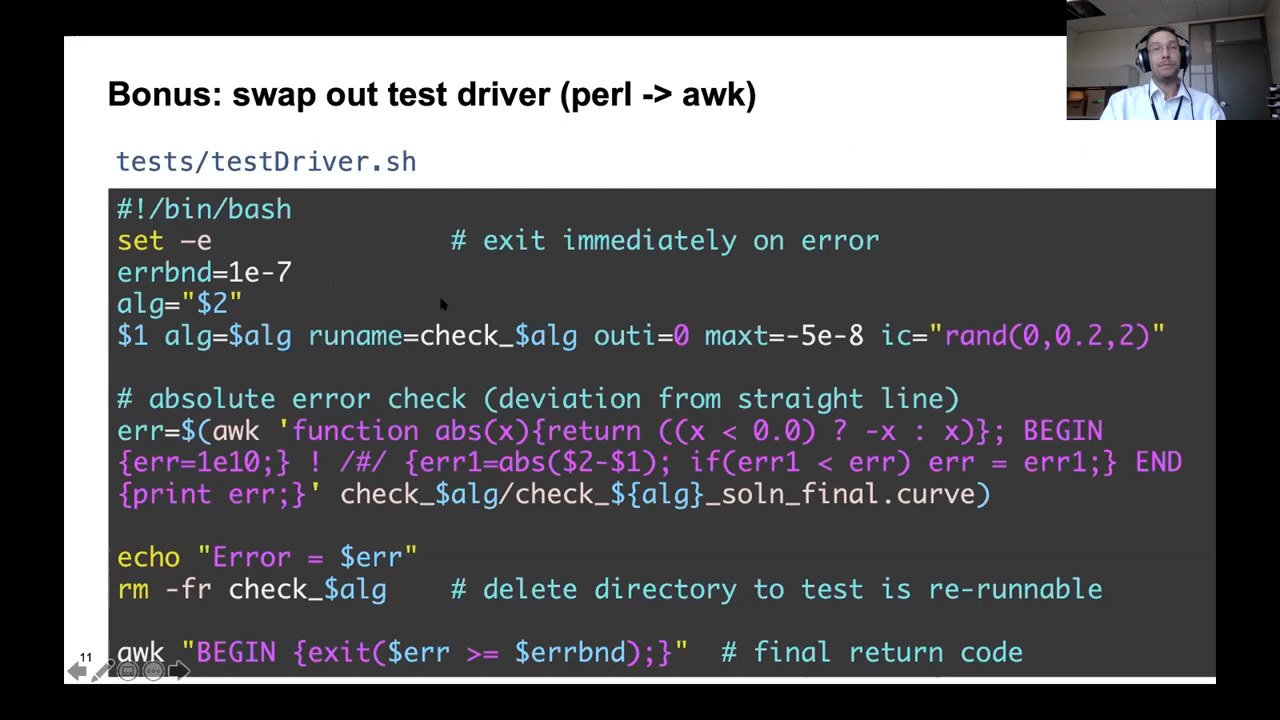 Bonus: swap out test driver (perl -> awk)
tests/testDriver.sh
#!/bin/bash
set –e # exit immediately on error
errbnd=1e-7
alg="$2"
$1 alg=$alg runame=check_$alg outi=0 maxt=-5e-8 ic="rand(0,0.2,2)"
# absolute error check (deviation from straight line)
err=$(awk 'function abs(x){return ((x < 0.0) ? -x : x)}; BEGIN
{err=1e10;} ! /#/ {err1=abs($2-$1); if(err1 < err) err = err1;} END
{print err;}' check_$alg/check_${alg}_soln_final.curve)
echo "Error = $err"
rm -fr check_$alg # delete directory to test is re-runnable
awk "BEGIN {exit($err >= $errbnd);}" # final return code
11